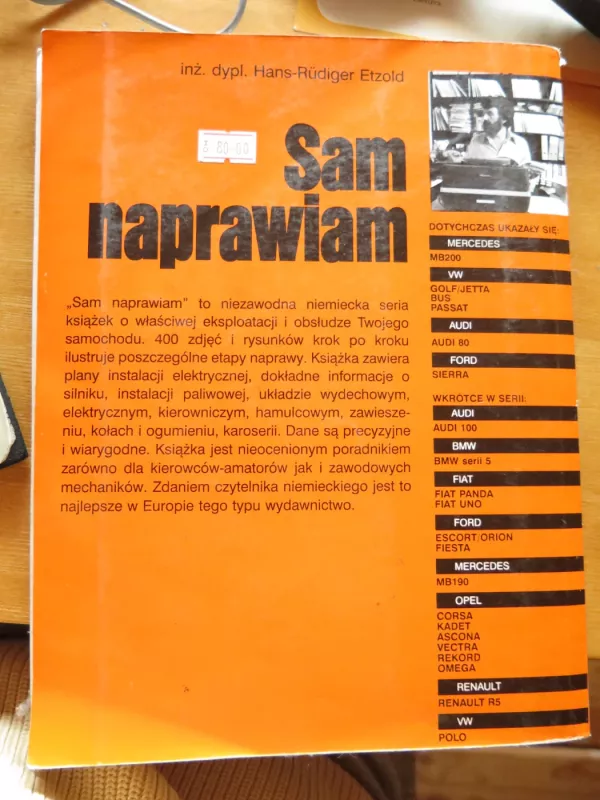 inż. dypl. Hans-Rüdiger Etzold
Sam
naprawiam
„Sam naprawiam” to niezawodna niemiecka seria
książek o właściwej eksploatacji i obsłudze Twojego
samochodu. 400 zdjęć i rysunków krok po kroku
ilustruje poszczególne etapy naprawy. Książka zawiera
plany instalacji elektrycznej, dokładne informacje o
silniku, instalacji paliwowej, układzie wydechowym,
elektrycznym, kierowniczym, hamulcowym, zawiesze-
niu, kołach i ogumieniu, karoserii. Dane są precyzyjne
i wiarygodne. Książka jest nieocenionym poradnikiem
zarówno dla kierowców-amatorów jak i zawodowych
mechaników. Zdaniem czytelnika niemieckiego jest to
najlepsze w Europie tego typu wydawnictwo.
DOTYCHCZAS UKAZAŁY SIĘ:
MERCEDES
MB200
VW
GOLF/JETTA
BUS
PASSAT
AUDI
AUDI 80
FORD
SIERRA
WKRÓTCE W SERII:
AUDI
AUDI 100
BMW
BMW serii 5
FIAT
FIAT PANDA
FIAT UNO
FORD
ESCORT/ORION
FIESTA
MERCEDES
MB190
OPEL
CORSA
KADET
ASCONA
VECTRA
REKORD
OMEGA
RENAULT
RENAULT R5
VW
POLO